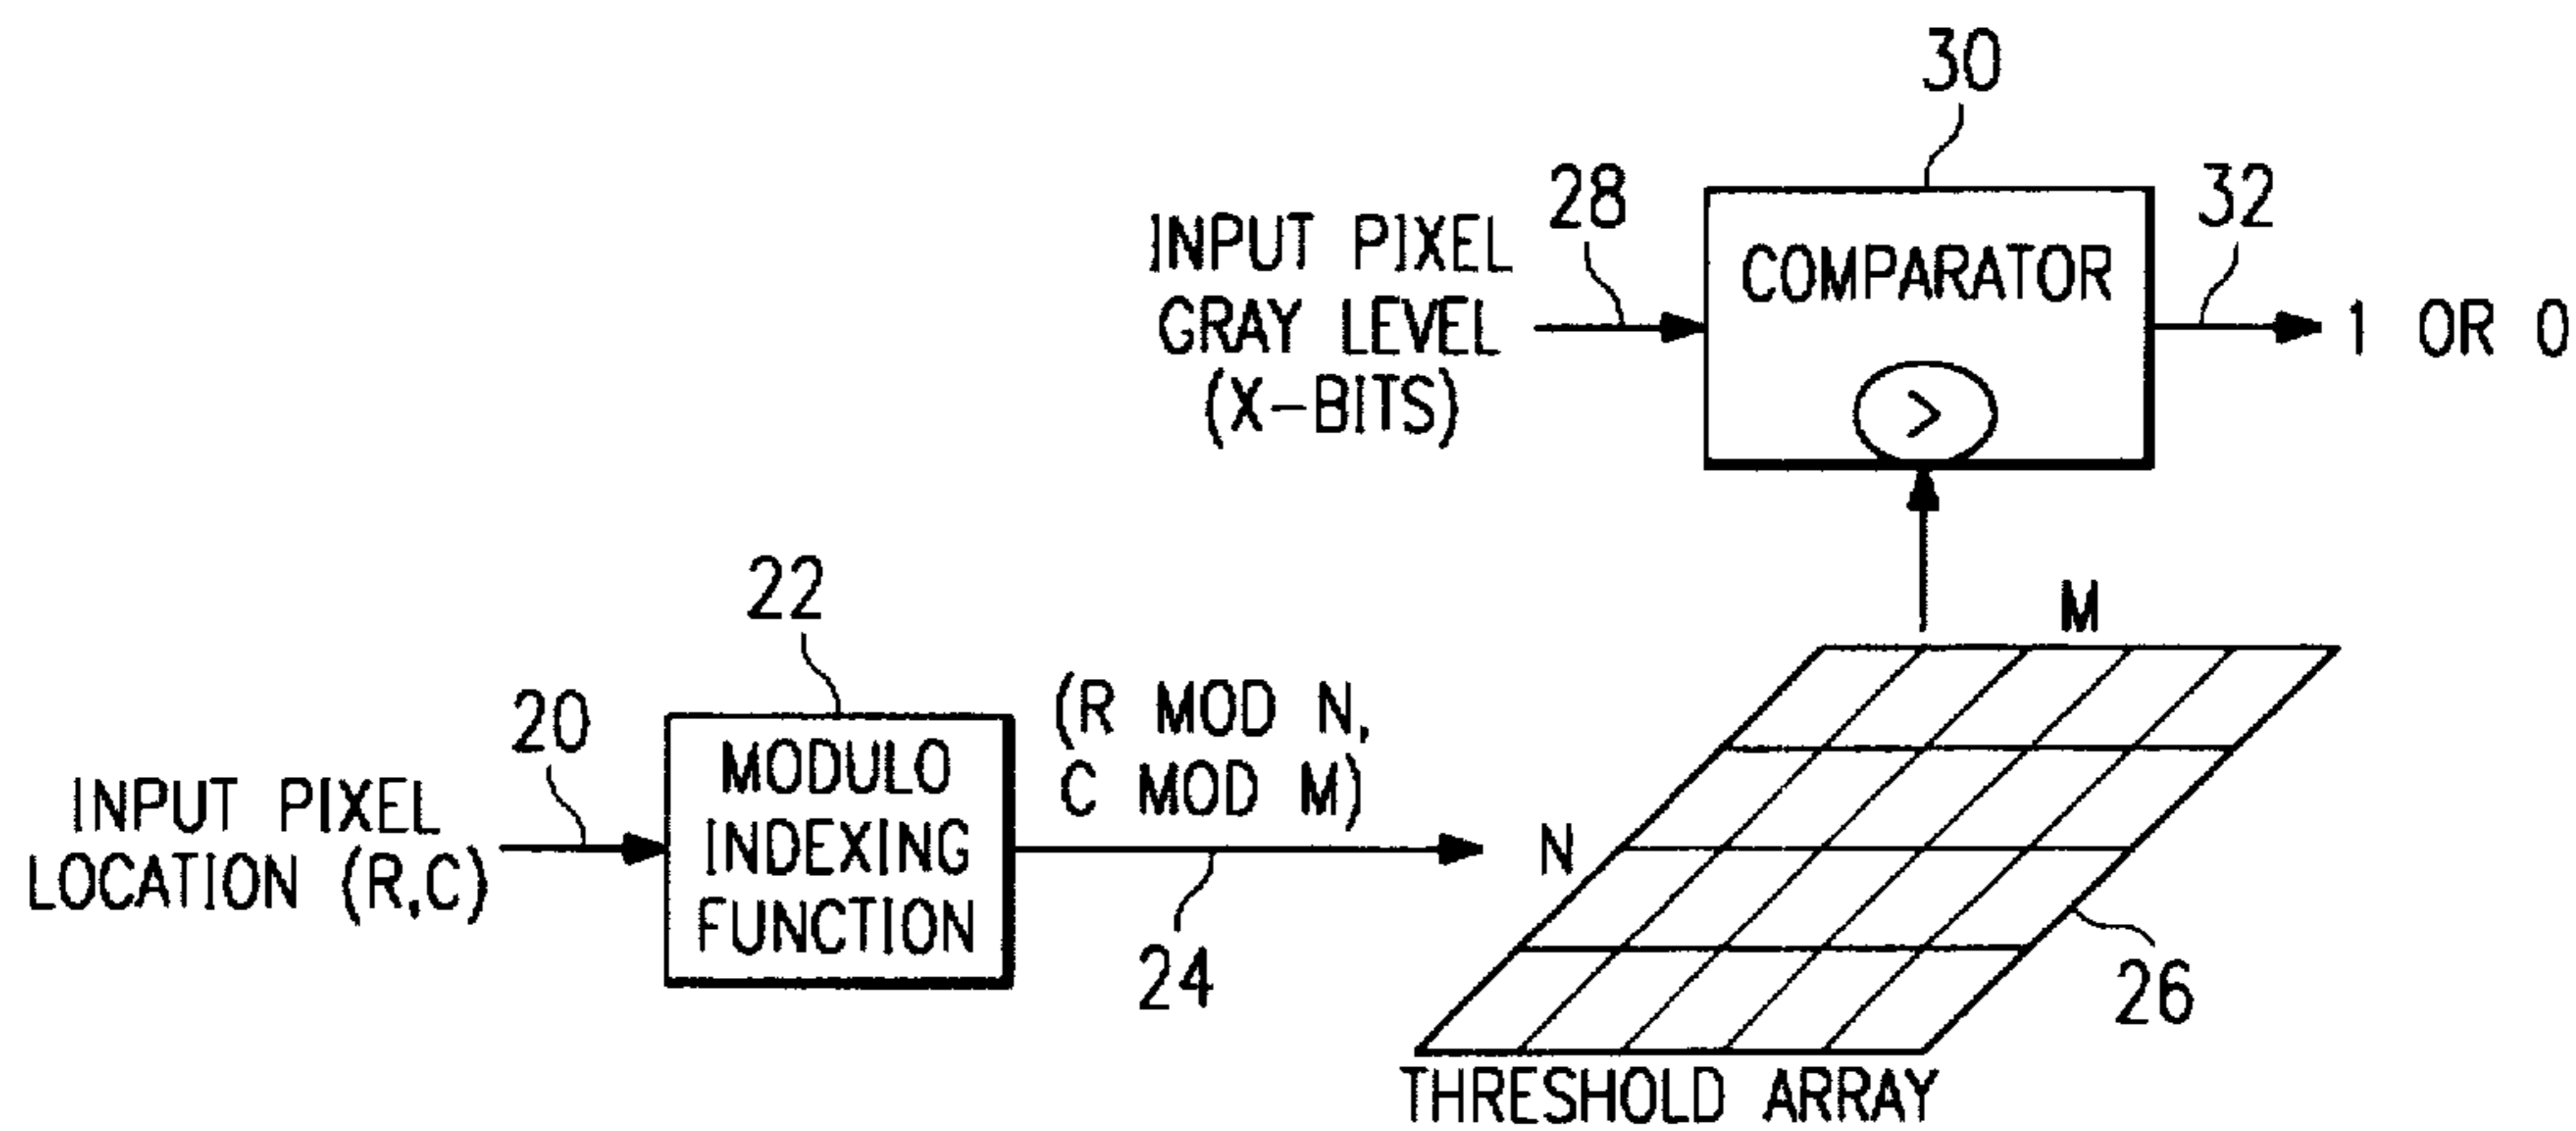 30
28
32
INPUT PIXEL
GRAY LEVEL
(X-BITS)
COMPARATOR
>
1 OR 0
22
20
INPUT PIXEL
LOCATION (R,C)
MODULO
INDEXING
FUNCTION
(R MOD N,
C MOD M)
24
M
N
26
THRESHOLD ARRAY